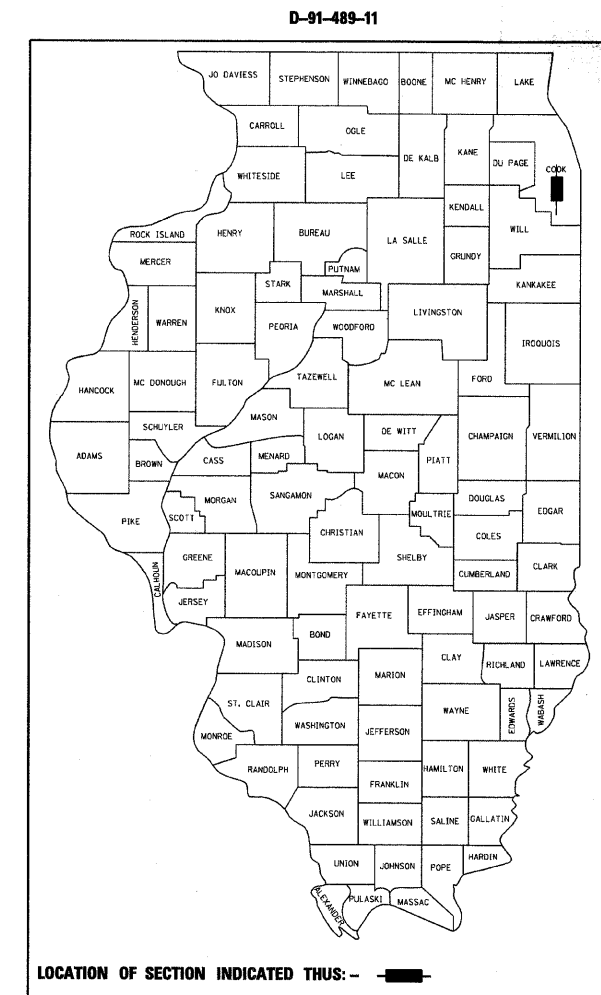 D-91-489-11
JO DAVIESS
STEPHENSON
WINNEBAGO
BOONE
MC HENRY
LAKE
CARROLL
OGLE
DE KALB
KANE
DU PAGE
COOK
WHITESIDE
LEE
KENDALL
ROCK ISLAND
HENRY
BUREAU
LA SALLE
WILL
MERCER
PUTNAM
GRUNDY
STARK
MARSHALL
KANKAKEE
HENDERSON
WARREN
KNOX
PEORIA
WOODFORD
LIVINGSTON
IROQUOIS
HANCOCK
MC DONOUGH
FULTON
TAZEWELL
MC LEAN
FORD
MASON
SCHUYLER
LOGAN
DE WITT
CHAMPAIGN
VERMILION
ADAMS
BROWN
CASS
MENARD
MACON
PIATT
MORGAN
SANGAMON
DOUGLAS
EDGAR
PIKE
SCOTT
CHRISTIAN
MOULTRIE
COLES
GREENE
MACOUPIN
MONTGOMERY
SHELBY
CUMBERLAND
CLARK
CALHOUN
JERSEY
FAYETTE
EFFINGHAM
JASPER
CRAWFORD
MADISON
BOND
CLAY
RICHLAND
LAWRENCE
CLINTON
MARION
ST. CLAIR
WAYNE
EDWARDS
WABASH
WASHINGTON
JEFFERSON
MONROE
RANDOLPH
PERRY
HAMILTON
WHITE
FRANKLIN
JACKSON
WILLIAMSON
SALINE
GALLATIN
UNION
JOHNSON
POPE
HARDIN
ALEXANDER
PULASKI
MASSAC
LOCATION OF SECTION INDICATED THUS: -